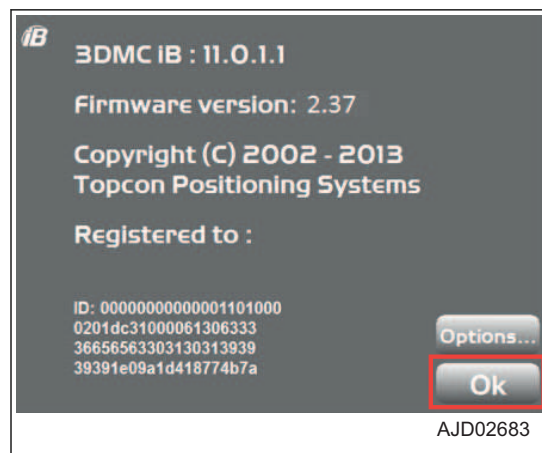 iB
3DMC iB : 11.0.1.1
Firmware version: 2.37
Copyright (C) 2002 - 2013
Topcon Positioning Systems
Registered to :
ID: 00000000000001101000
0201dc31000061306333
36656563303130313939
39391e09a1d418774b7a
Options...
Ok
AJD02683